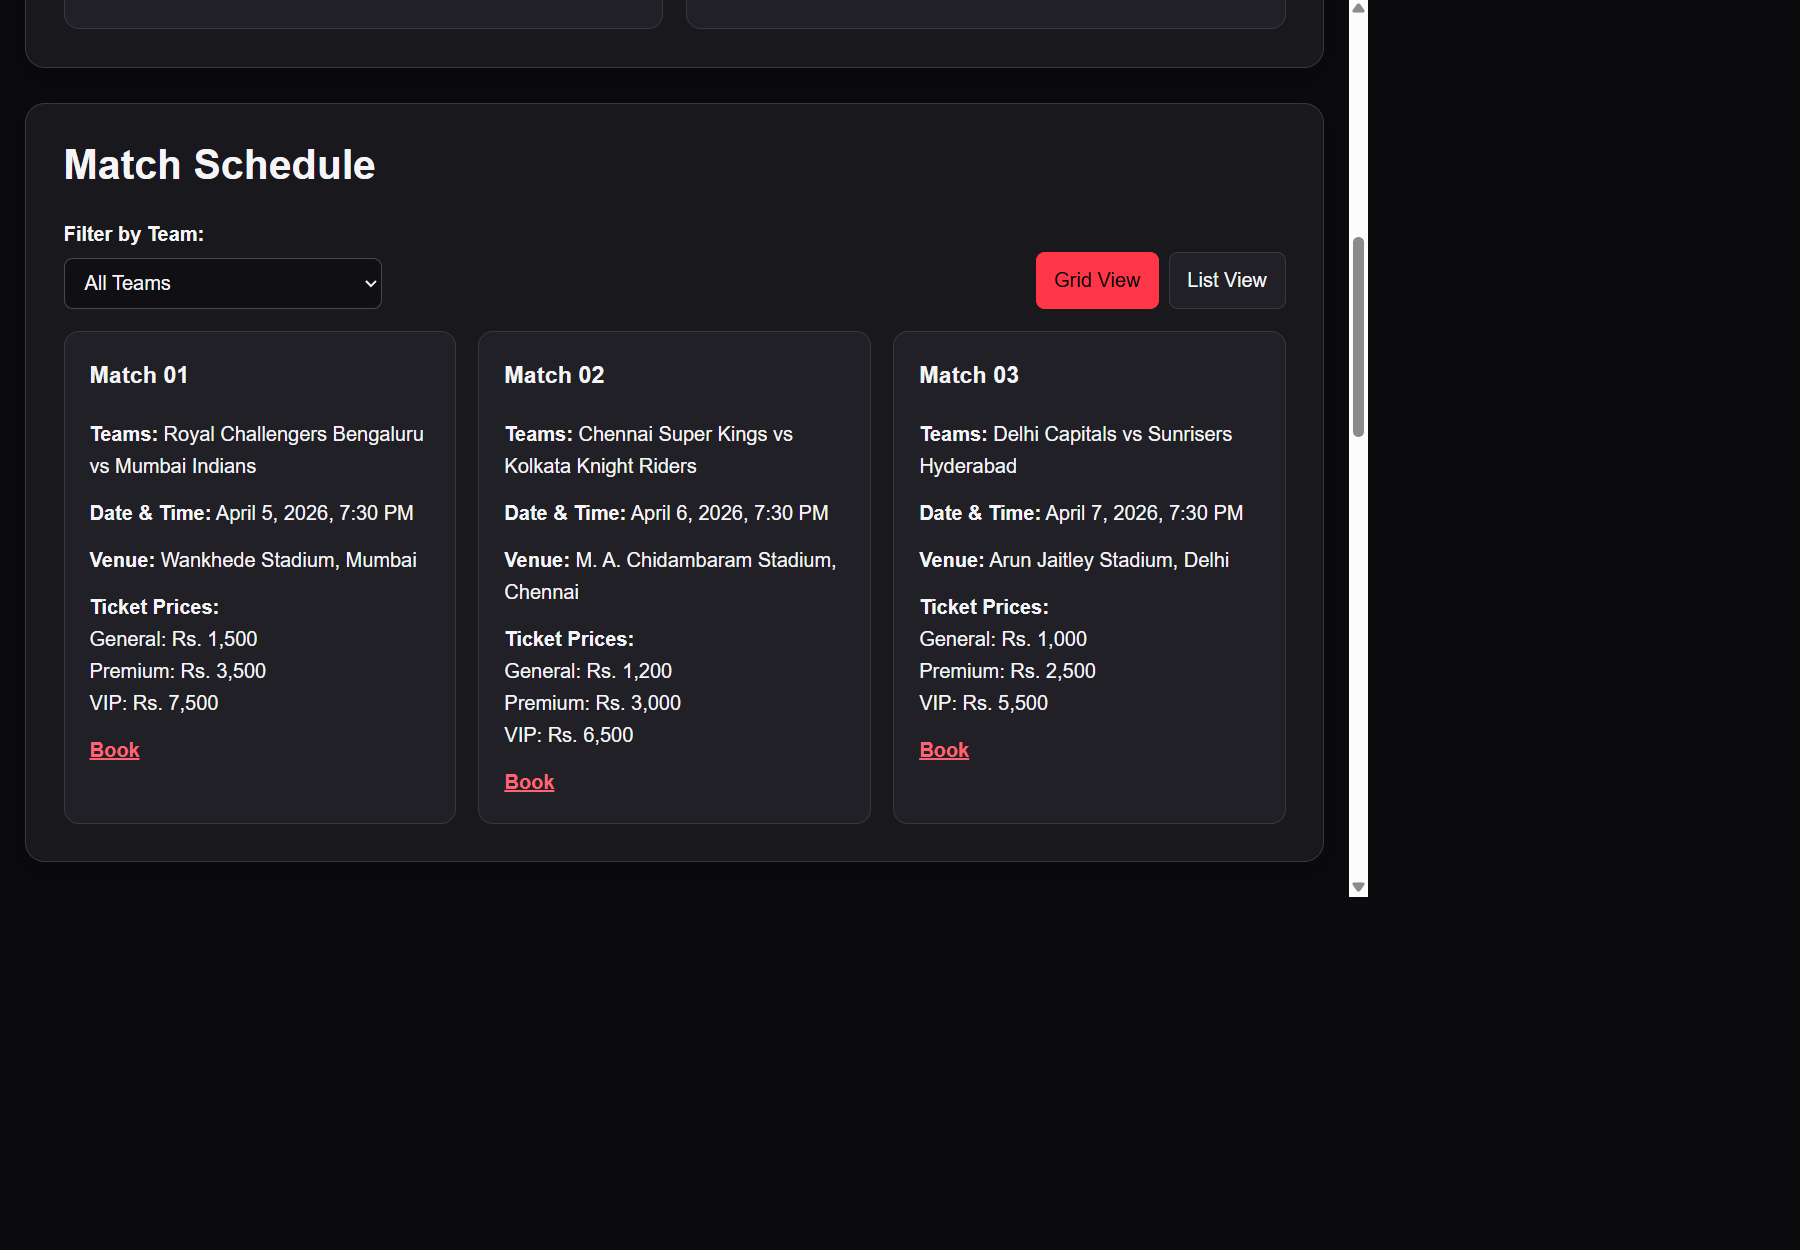 Match Schedule
Filter by Team:
All Teams
Grid View
List View
Match 01
Teams: Royal Challengers Bengaluru
vs Mumbai Indians
Date & Time: April 5, 2026, 7:30 PM
Venue: Wankhede Stadium, Mumbai
Ticket Prices:
General: Rs. 1,500
Premium: Rs. 3,500
VIP: Rs. 7,500
Book
Match 02
Teams: Chennai Super Kings vs
Kolkata Knight Riders
Date & Time: April 6, 2026, 7:30 PM
Venue: M. A. Chidambaram Stadium,
Chennai
Ticket Prices:
General: Rs. 1,200
Premium: Rs. 3,000
VIP: Rs. 6,500
Book
Match 03
Teams: Delhi Capitals vs Sunrisers
Hyderabad
Date & Time: April 7, 2026, 7:30 PM
Venue: Arun Jaitley Stadium, Delhi
Ticket Prices:
General: Rs. 1,000
Premium: Rs. 2,500
VIP: Rs. 5,500
Book